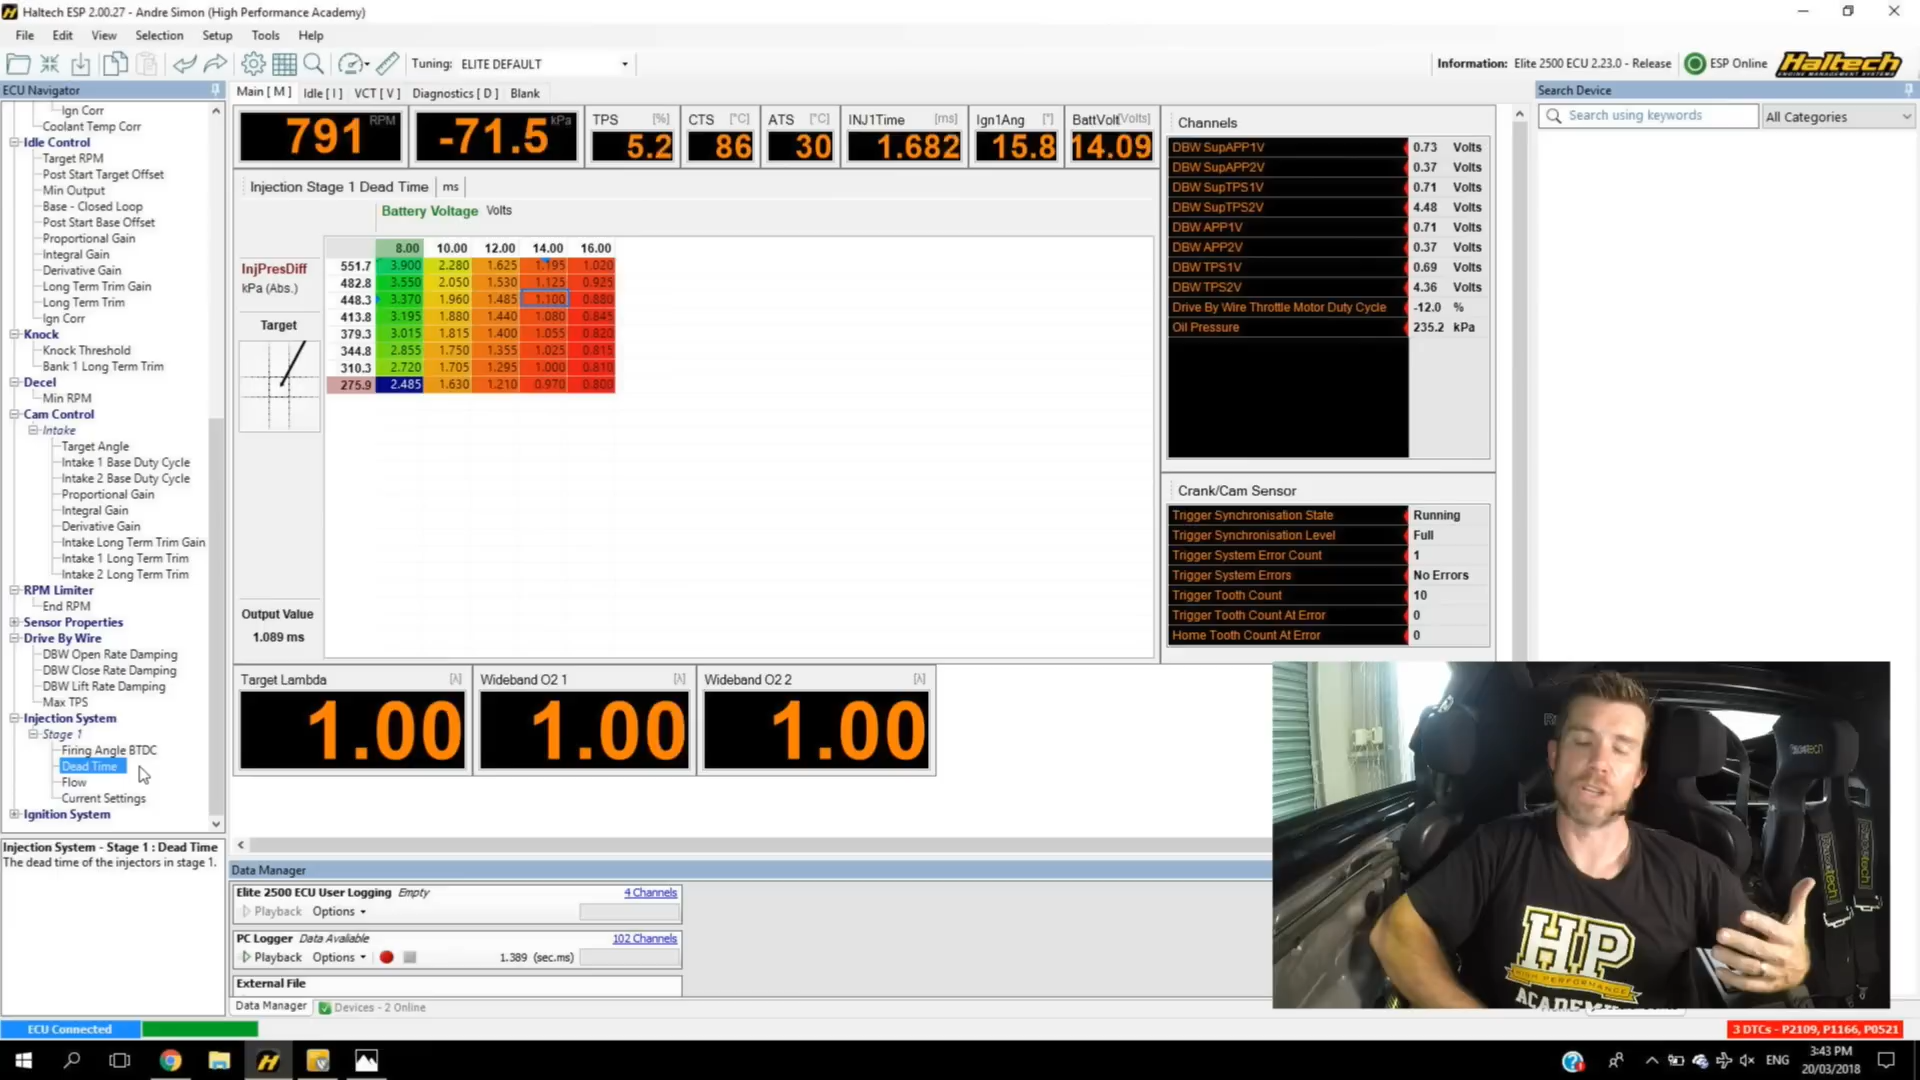 Haltech ESP 2.00.27 - Andre Simon (High Performance Academy)
File Edit View Selection Setup Tools Help
Tuning: ELITE DEFAULT
Information: Elite 2500 ECU 2.23.0 - Release ESP Online Haltech
ENGINE MANAGEMENT SYSTEMS
ECU Navigator
Ign Corr
Coolant Temp Corr
Idle Control
Target RPM
Post Start Target Offset
Min Output
Base - Closed Loop
Post Start Base Offset
Proportional Gain
Integral Gain
Derivative Gain
Long Term Trim Gain
Long Term Trim
Ign Corr
Knock
Knock Threshold
Bank 1 Long Term Trim
Decel
Min RPM
Cam Control
Intake
Target Angle
Intake 1 Base Duty Cycle
Intake 2 Base Duty Cycle
Proportional Gain
Integral Gain
Derivative Gain
Intake Long Term Trim Gain
Intake 1 Long Term Trim
Intake 2 Long Term Trim
RPM Limiter
End RPM
Sensor Properties
Drive By Wire
DBW Open Rate Damping
DBW Close Rate Damping
DBW Lift Rate Damping
Max TPS
Injection System
Stage 1
Firing Angle BTDC
Dead Time
Flow
Current Settings
Ignition System
Injection System - Stage 1 : Dead Time
The dead time of the injectors in stage 1.
Main [ M ] Idle [ I ] VCT [ V ] Diagnostics [ D ] Blank
791 RPM
-71.5 kPa
TPS [%] 5.2
CTS [°C] 86
ATS [°C] 30
INJ1Time [ms] 1.682
Ign1Ang [°] 15.8
BattVolt[Volts] 14.09
Injection Stage 1 Dead Time ms
Battery Voltage Volts
8.00 10.00 12.00 14.00 16.00
InjPresDiff
kPa (Abs.)
551.7 3.900 2.280 1.625 1.195 1.020
482.8 3.550 2.050 1.530 1.125 0.925
448.3 3.370 1.960 1.485 1.100 0.880
413.8 3.195 1.880 1.440 1.080 0.845
379.3 3.015 1.815 1.400 1.055 0.820
344.8 2.855 1.750 1.355 1.025 0.815
310.3 2.720 1.705 1.295 1.000 0.810
275.9 2.485 1.630 1.210 0.970 0.800
Target
Output Value
1.089 ms
Target Lambda [λ] 1.00
Wideband O2 1 [λ] 1.00
Wideband O2 2 [λ] 1.00
Channels
DBW SupAPP1V 0.73 Volts
DBW SupAPP2V 0.37 Volts
DBW SupTPS1V 0.71 Volts
DBW SupTPS2V 4.48 Volts
DBW APP1V 0.71 Volts
DBW APP2V 0.37 Volts
DBW TPS1V 0.69 Volts
DBW TPS2V 4.36 Volts
Drive By Wire Throttle Motor Duty Cycle -12.0 %
Oil Pressure 235.2 kPa
Crank/Cam Sensor
Trigger Synchronisation State Running
Trigger Synchronisation Level Full
Trigger System Error Count 1
Trigger System Errors No Errors
Trigger Tooth Count 10
Trigger Tooth Count At Error 0
Home Tooth Count At Error 0
Search Device
Search using keywords All Categories
Data Manager
Elite 2500 ECU User Logging Empty 4 Channels
Playback Options
PC Logger Data Available 102 Channels
Playback Options 1.389 (sec.ms)
External File
Data Manager Devices - 2 Online
HP
HIGH PERFORMANCE
ACADEM
ECU Connected
3 DTCs - P2109, P1166, P0521
ENG
3:43 PM
20/03/2018